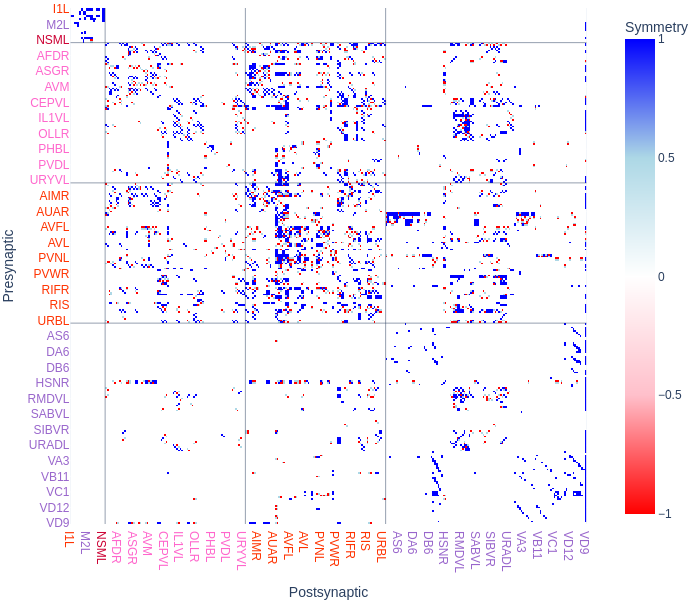 Symmetry
1
0.5
0
−0.5
−1
Presynaptic
I1L
M2L
NSML
AFDR
ASGR
AVM
CEPVL
IL1VL
OLLR
PHBL
PVDL
URYVL
AIMR
AUAR
AVFL
AVL
PVNL
PVWR
RIFR
RIS
URBL
AS6
DA6
DB6
HSNR
RMDVL
SABVL
SIBVR
URADL
VA3
VB11
VC1
VD12
VD9
I1L
M2L
NSML
AFDR
ASGR
AVM
CEPVL
IL1VL
OLLR
PHBL
PVDL
URYVL
AIMR
AUAR
AVFL
AVL
PVNL
PVWR
RIFR
RIS
URBL
AS6
DA6
DB6
HSNR
RMDVL
SABVL
SIBVR
URADL
VA3
VB11
VC1
VD12
VD9
Postsynaptic